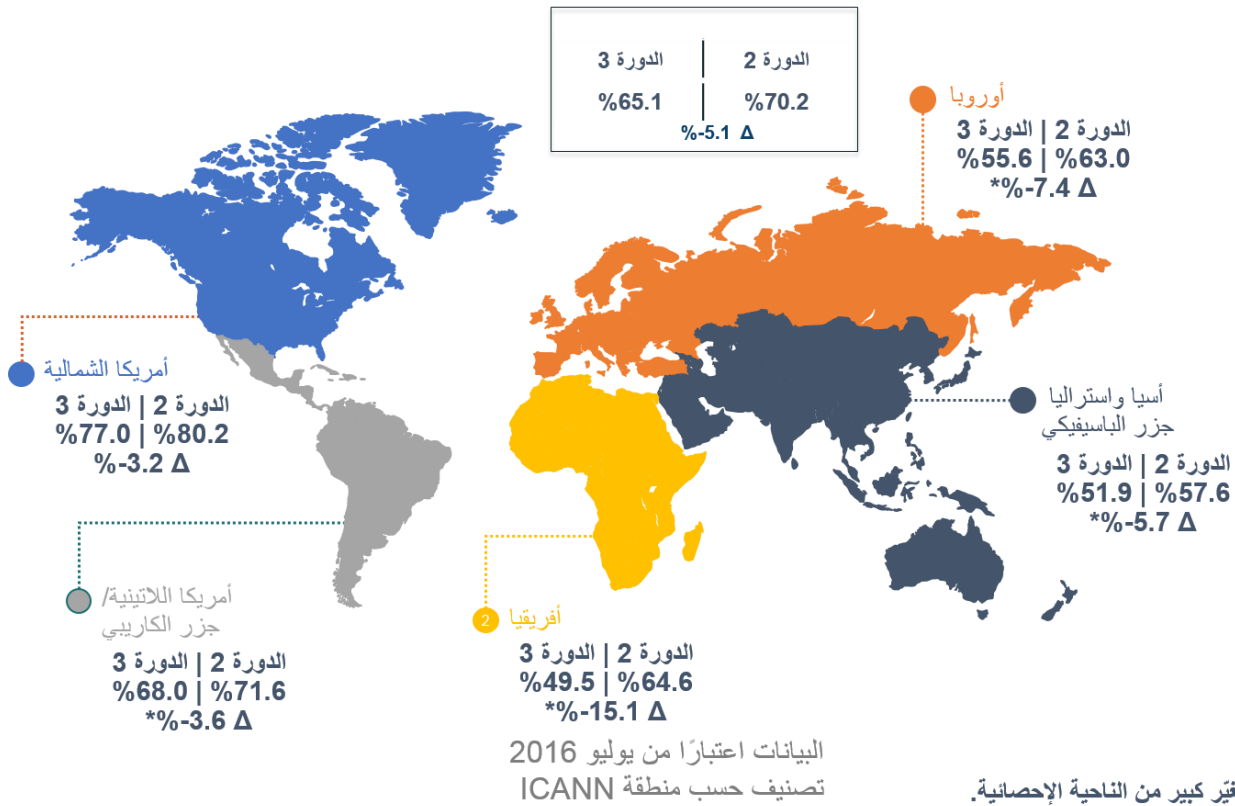 الدورة 2 | الدورة 3
%70.2 | %65.1
%-5.1 Δ
أوروبا
الدورة 2 | الدورة 3
%63.0 | %55.6
*%-7.4 Δ
أمريكا الشمالية
الدورة 2 | الدورة 3
%80.2 | %77.0
%-3.2 Δ
أسيا واستراليا
جزر الباسيفيكي
الدورة 2 | الدورة 3
%57.6 | %51.9
*%-5.7 Δ
أمريكا اللاتينية/
جزر الكاريبي
الدورة 2 | الدورة 3
%71.6 | %68.0
*%-3.6 Δ
2
أفريقيا
الدورة 2 | الدورة 3
%64.6 | %49.5
*%-15.1 Δ
البيانات اعتبارًا من يوليو 2016
تصنيف حسب منطقة ICANN
كبير من الناحية الإحصائية.